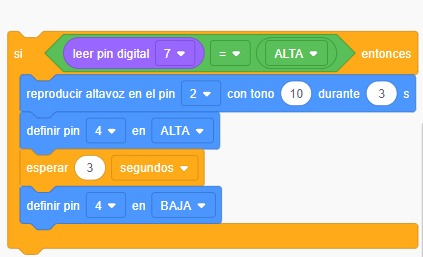 si leer pin digital 7 = ALTA entonces
reproducir altavoz en el pin 2 con tono 10 durante 3 s
definir pin 4 en ALTA
esperar 3 segundos
definir pin 4 en BAJA